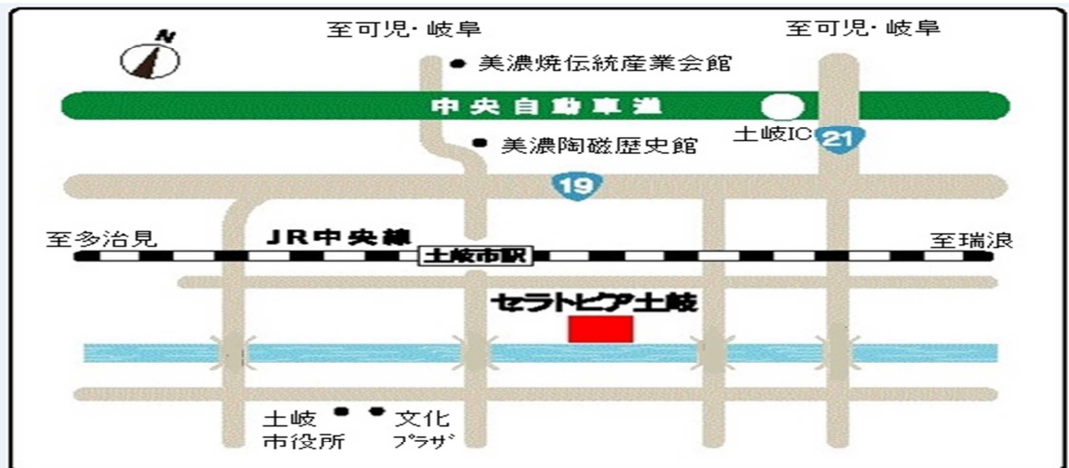 至可児・岐阜
至可児・岐阜
N
美濃焼伝統産業会館
中央自動車道
土岐IC
21
美濃陶磁歴史館
19
至多治見
JR中央線
土岐市駅
至瑞浪
セラトピア土岐
土岐
市役所
文化
プラザ